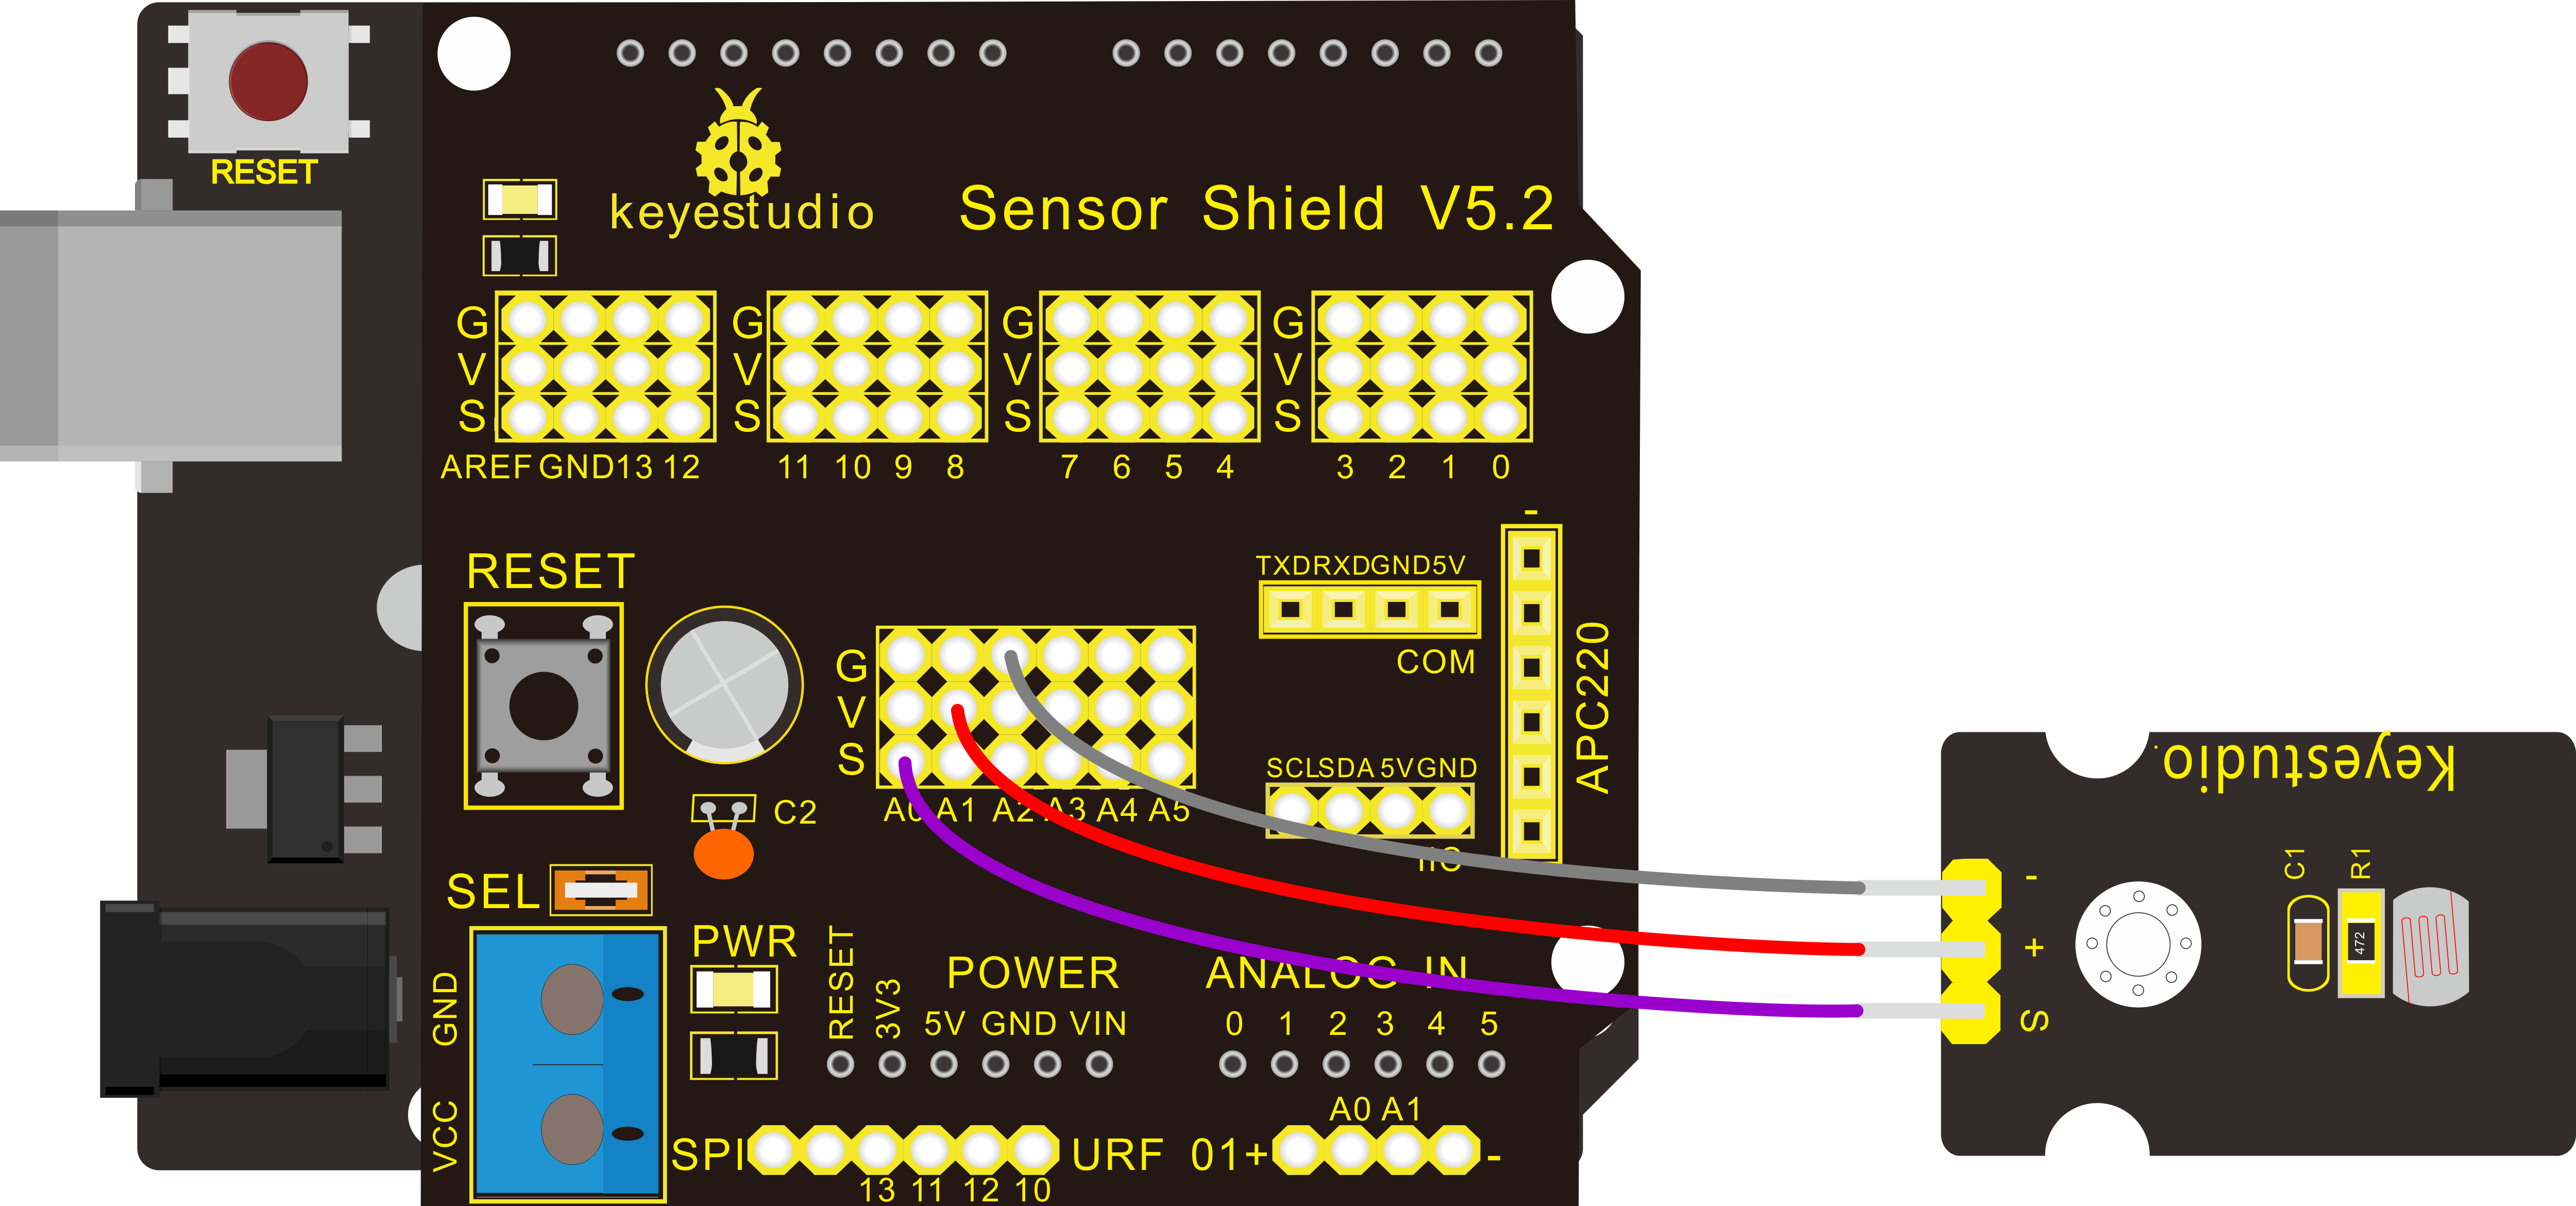 RESET
keyestudio
Sensor Shield V5.2
G G G G
V V V V
S S S S
AREF GND 13 12 11 10 9 8 7 6 5 4 3 2 1 0
-
RESET
TXD RXD GND 5V
COM
APC220
G
V
S
A0 A1 A2 A3 A4 A5
C2
SCL SDA 5V GND
IIC
SEL
PWR
RESET
3V3
POWER
5V GND VIN
ANALOG IN
0 1 2 3 4 5
GND
VCC
A0 A1
SPI
URF 01+ -
13 11 12 10
Keyestudio
-
+
S
C1
R1
472